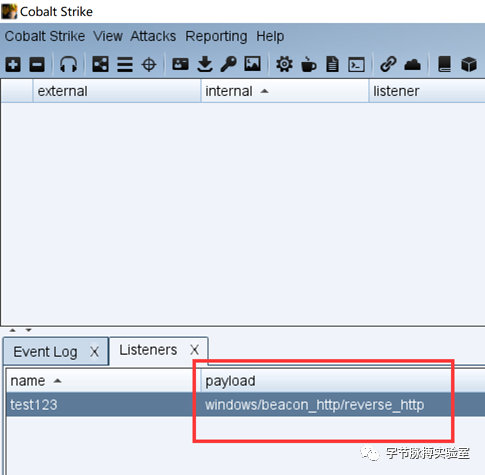 Cobalt Strike
Cobalt Strike View Attacks Reporting Help
external internal listener
Event Log X Listeners X
name payload
test123 windows/beacon_http/reverse_http
字节脉搏实验室